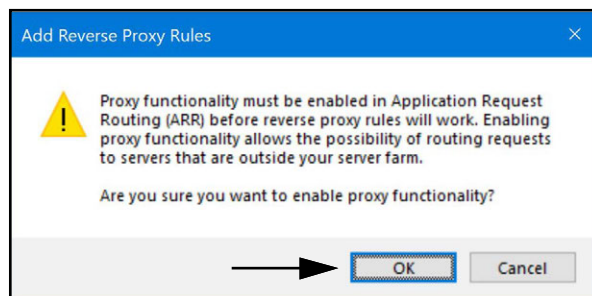 Add Reverse Proxy Rules
Proxy functionality must be enabled in Application Request
Routing (ARR) before reverse proxy rules will work. Enabling
proxy functionality allows the possibility of routing requests
to servers that are outside your server farm.
Are you sure you want to enable proxy functionality?
OK
Cancel